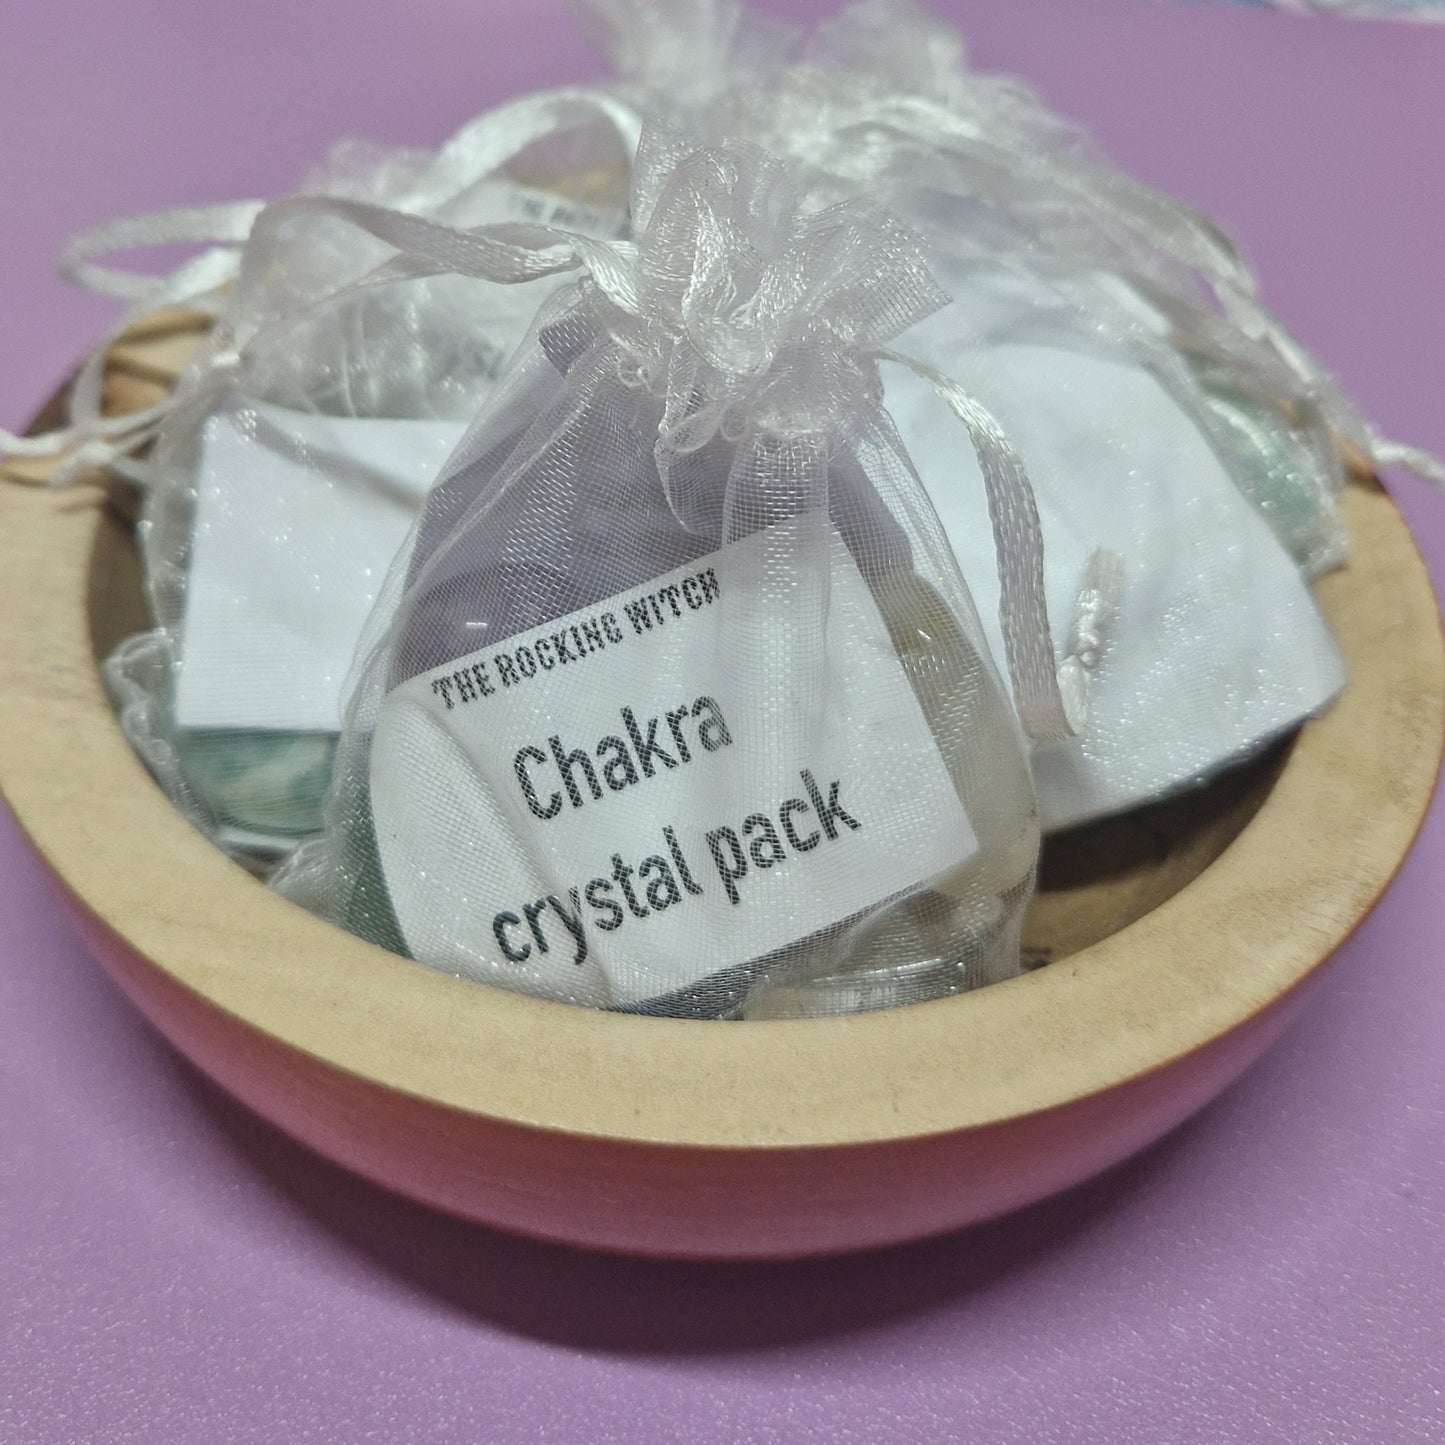 THE ROCKING WITCH
Chakra
crystal pack